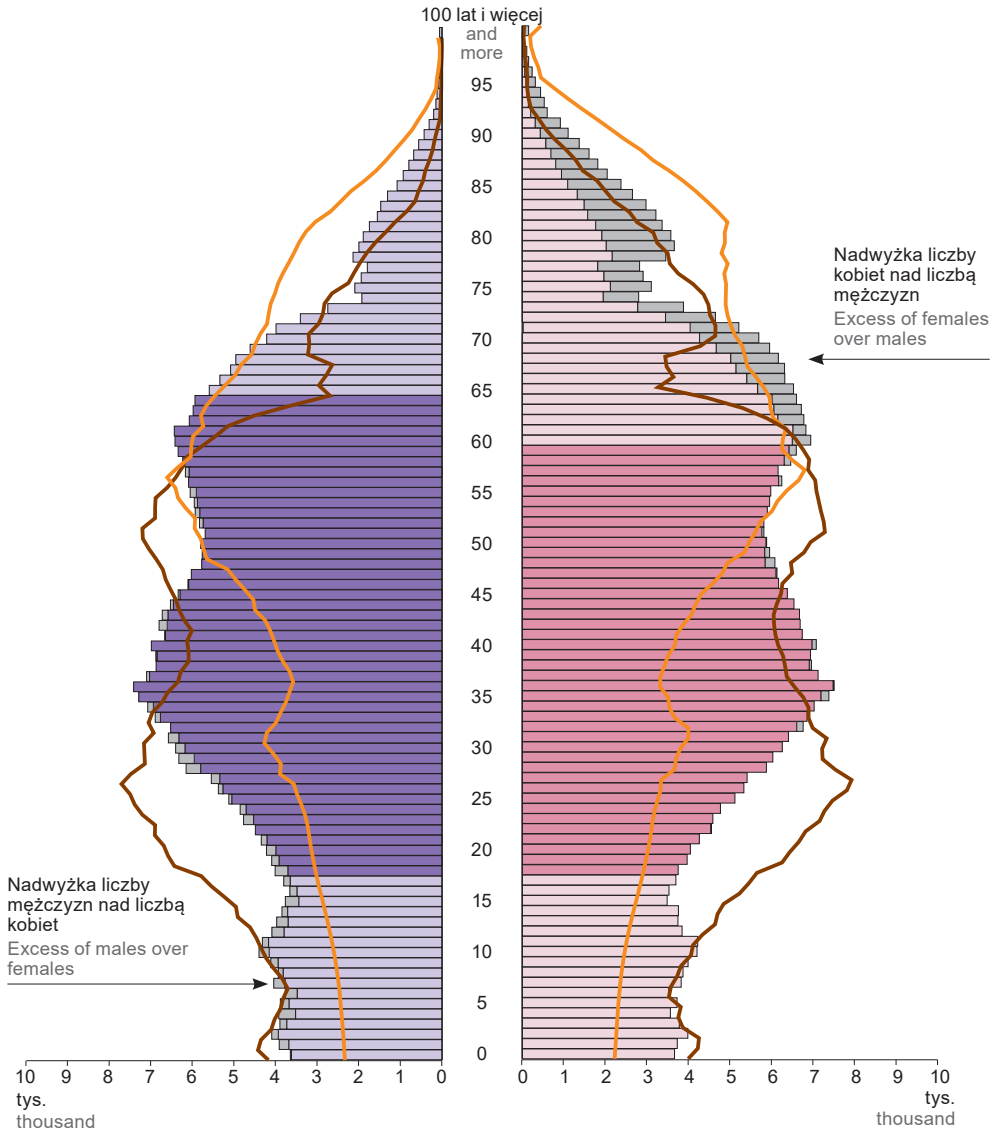 100 lat i więcej
and
more
95
90
85
80
75
70
65
60
55
50
45
40
35
30
25
20
15
10
5
0
Nadwyżka liczby
kobiet nad liczbą
mężczyzn
Excess of females
over males
Nadwyżka liczby
mężczyzn nad liczbą
kobiet
Excess of males over
females
10 9 8 7 6 5 4 3 2 1 0
tys.
thousand
0 1 2 3 4 5 6 7 8 9 10
tys.
thousand